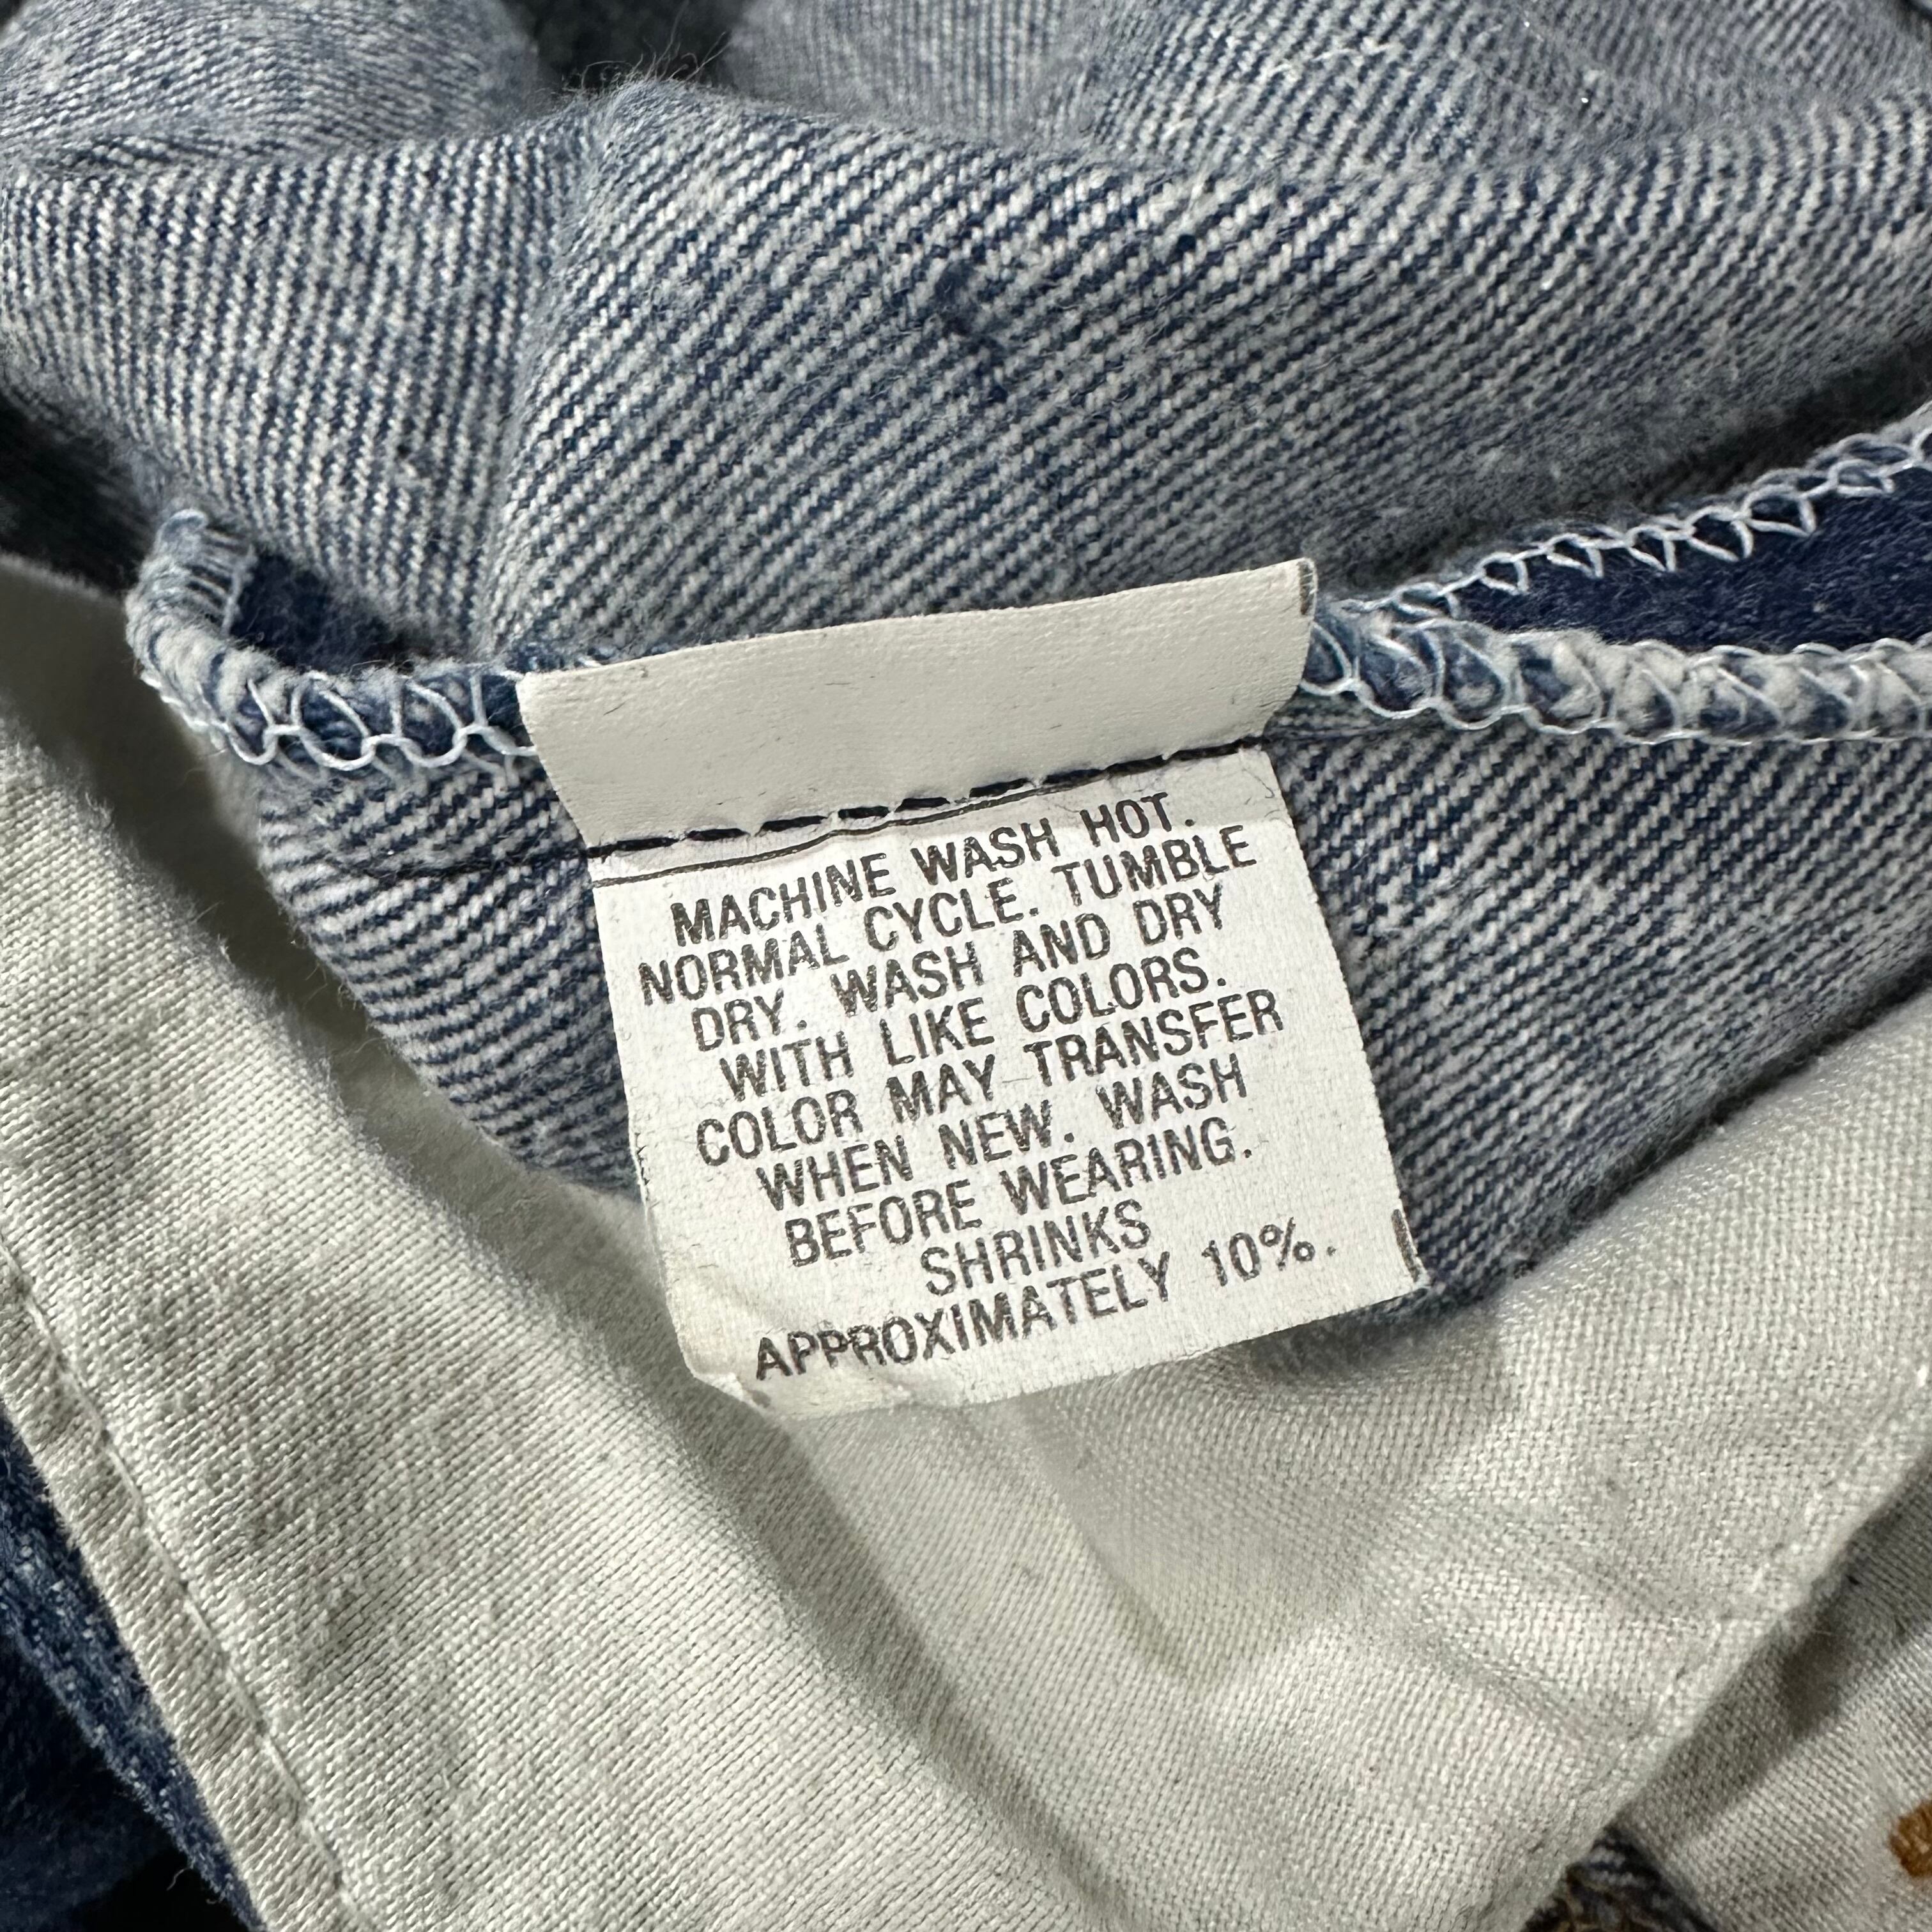 MACHINE WASH HOT.
NORMAL CYCLE. TUMBLE
DRY. WASH AND DRY
WITH LIKE COLORS.
COLOR MAY TRANSFER
WHEN NEW. WASH
BEFORE WEARING.
SHRINKS
APPROXIMATELY 10%.